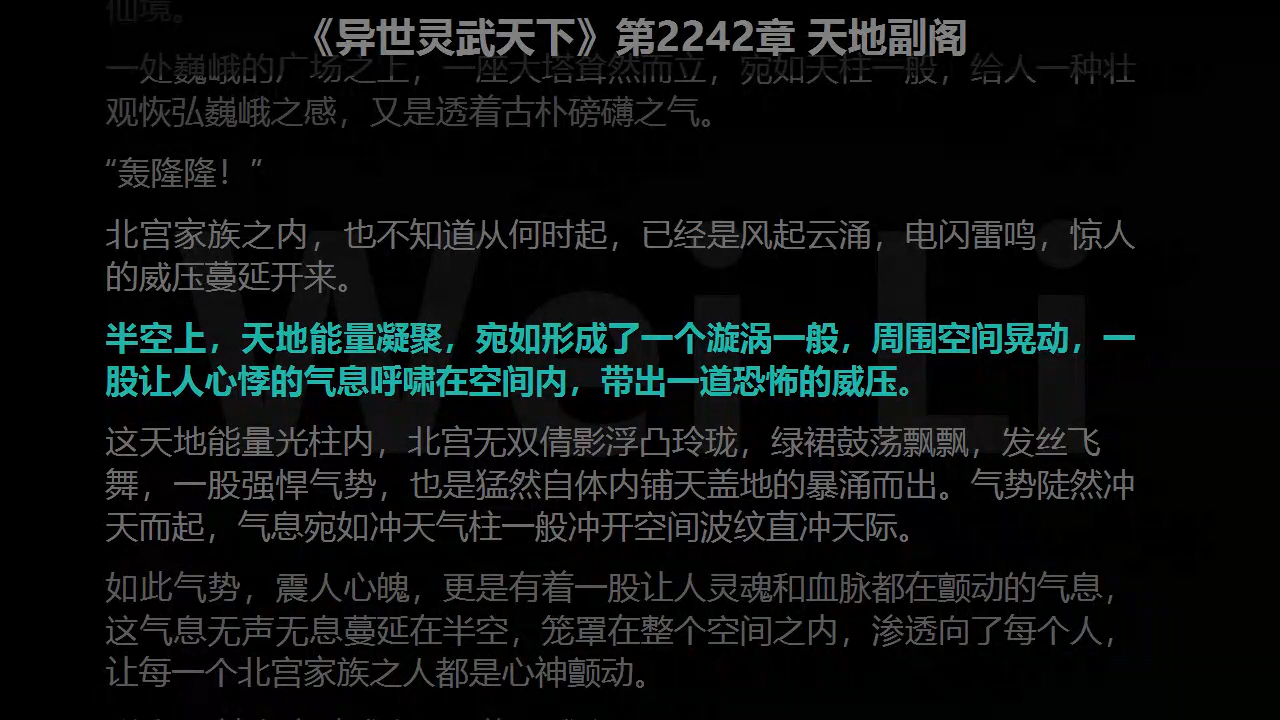 仙境。
《异世灵武天下》第2242章 天地副阁
一处巍峨的广场之上，一座大塔耸然而立，宛如天柱一般，给人一种壮
观恢弘巍峨之感，又是透着古朴磅礴之气。
“轰隆隆！”
北宫家族之内，也不知道从何时起，已经是风起云涌，电闪雷鸣，惊人
的威压蔓延开来。
半空上，天地能量凝聚，宛如形成了一个漩涡一般，周围空间晃动，一
股让人心悸的气息呼啸在空间内，带出一道恐怖的威压。
这天地能量光柱内，北宫无双倩影浮凸玲珑，绿裙鼓荡飘飘，发丝飞
舞，一股强悍气势，也是猛然自体内铺天盖地的暴涌而出。气势陡然冲
天而起，气息宛如冲天气柱一般冲开空间波纹直冲天际。
如此气势，震人心魄，更是有着一股让人灵魂和血脉都在颤动的气息，
这气息无声无息蔓延在半空，笼罩在整个空间之内，渗透向了每个人，
让每一个北宫家族之人都是心神颤动。
Wei Li